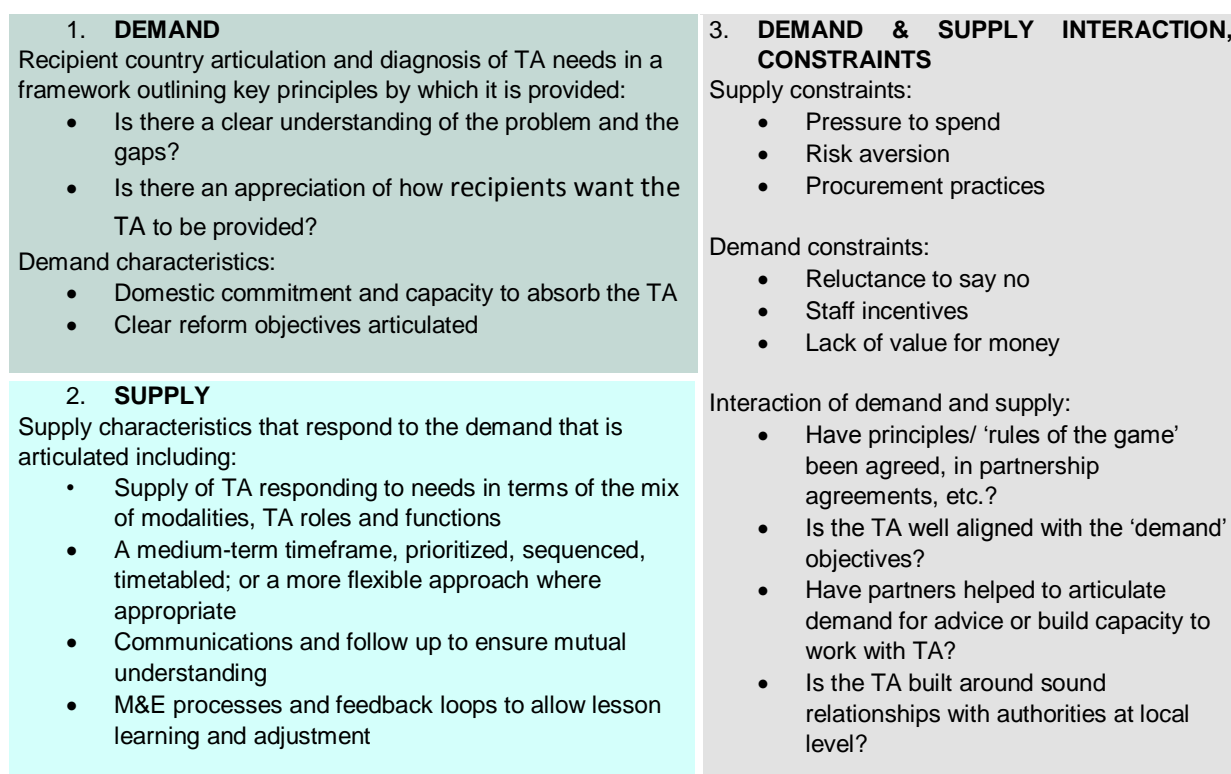 1. DEMAND
Recipient country articulation and diagnosis of TA needs in a
framework outlining key principles by which it is provided:
• Is there a clear understanding of the problem and the
gaps?
• Is there an appreciation of how recipients want the
TA to be provided?
Demand characteristics:
• Domestic commitment and capacity to absorb the TA
• Clear reform objectives articulated
2. SUPPLY
Supply characteristics that respond to the demand that is
articulated including:
• Supply of TA responding to needs in terms of the mix
of modalities, TA roles and functions
• A medium-term timeframe, prioritized, sequenced,
timetabled; or a more flexible approach where
appropriate
• Communications and follow up to ensure mutual
understanding
• M&E processes and feedback loops to allow lesson
learning and adjustment
3. DEMAND & SUPPLY INTERACTION,
CONSTRAINTS
Supply constraints:
• Pressure to spend
• Risk aversion
• Procurement practices
Demand constraints:
• Reluctance to say no
• Staff incentives
• Lack of value for money
Interaction of demand and supply:
• Have principles/ ‘rules of the game’
been agreed, in partnership
agreements, etc.?
• Is the TA well aligned with the ‘demand’
objectives?
• Have partners helped to articulate
demand for advice or build capacity to
work with TA?
• Is the TA built around sound
relationships with authorities at local
level?